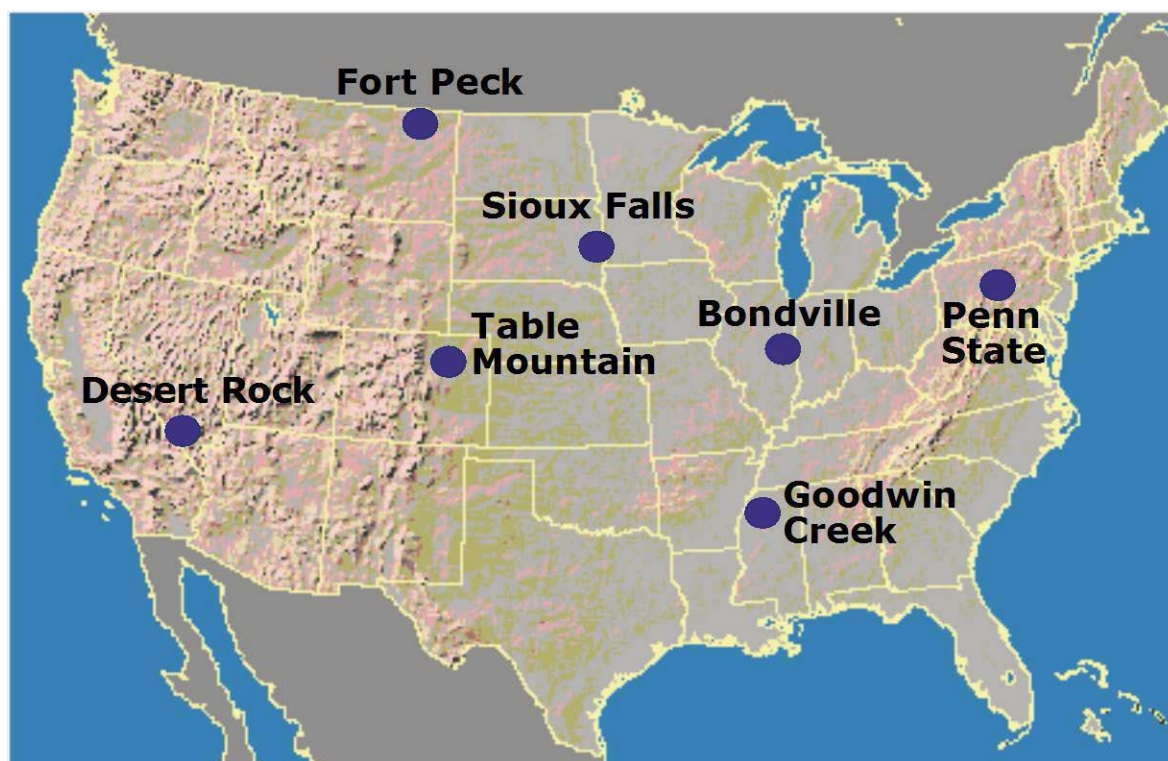 Fort Peck
Sioux Falls
Table
Mountain
Bondville
Penn
State
Desert Rock
Goodwin
Creek